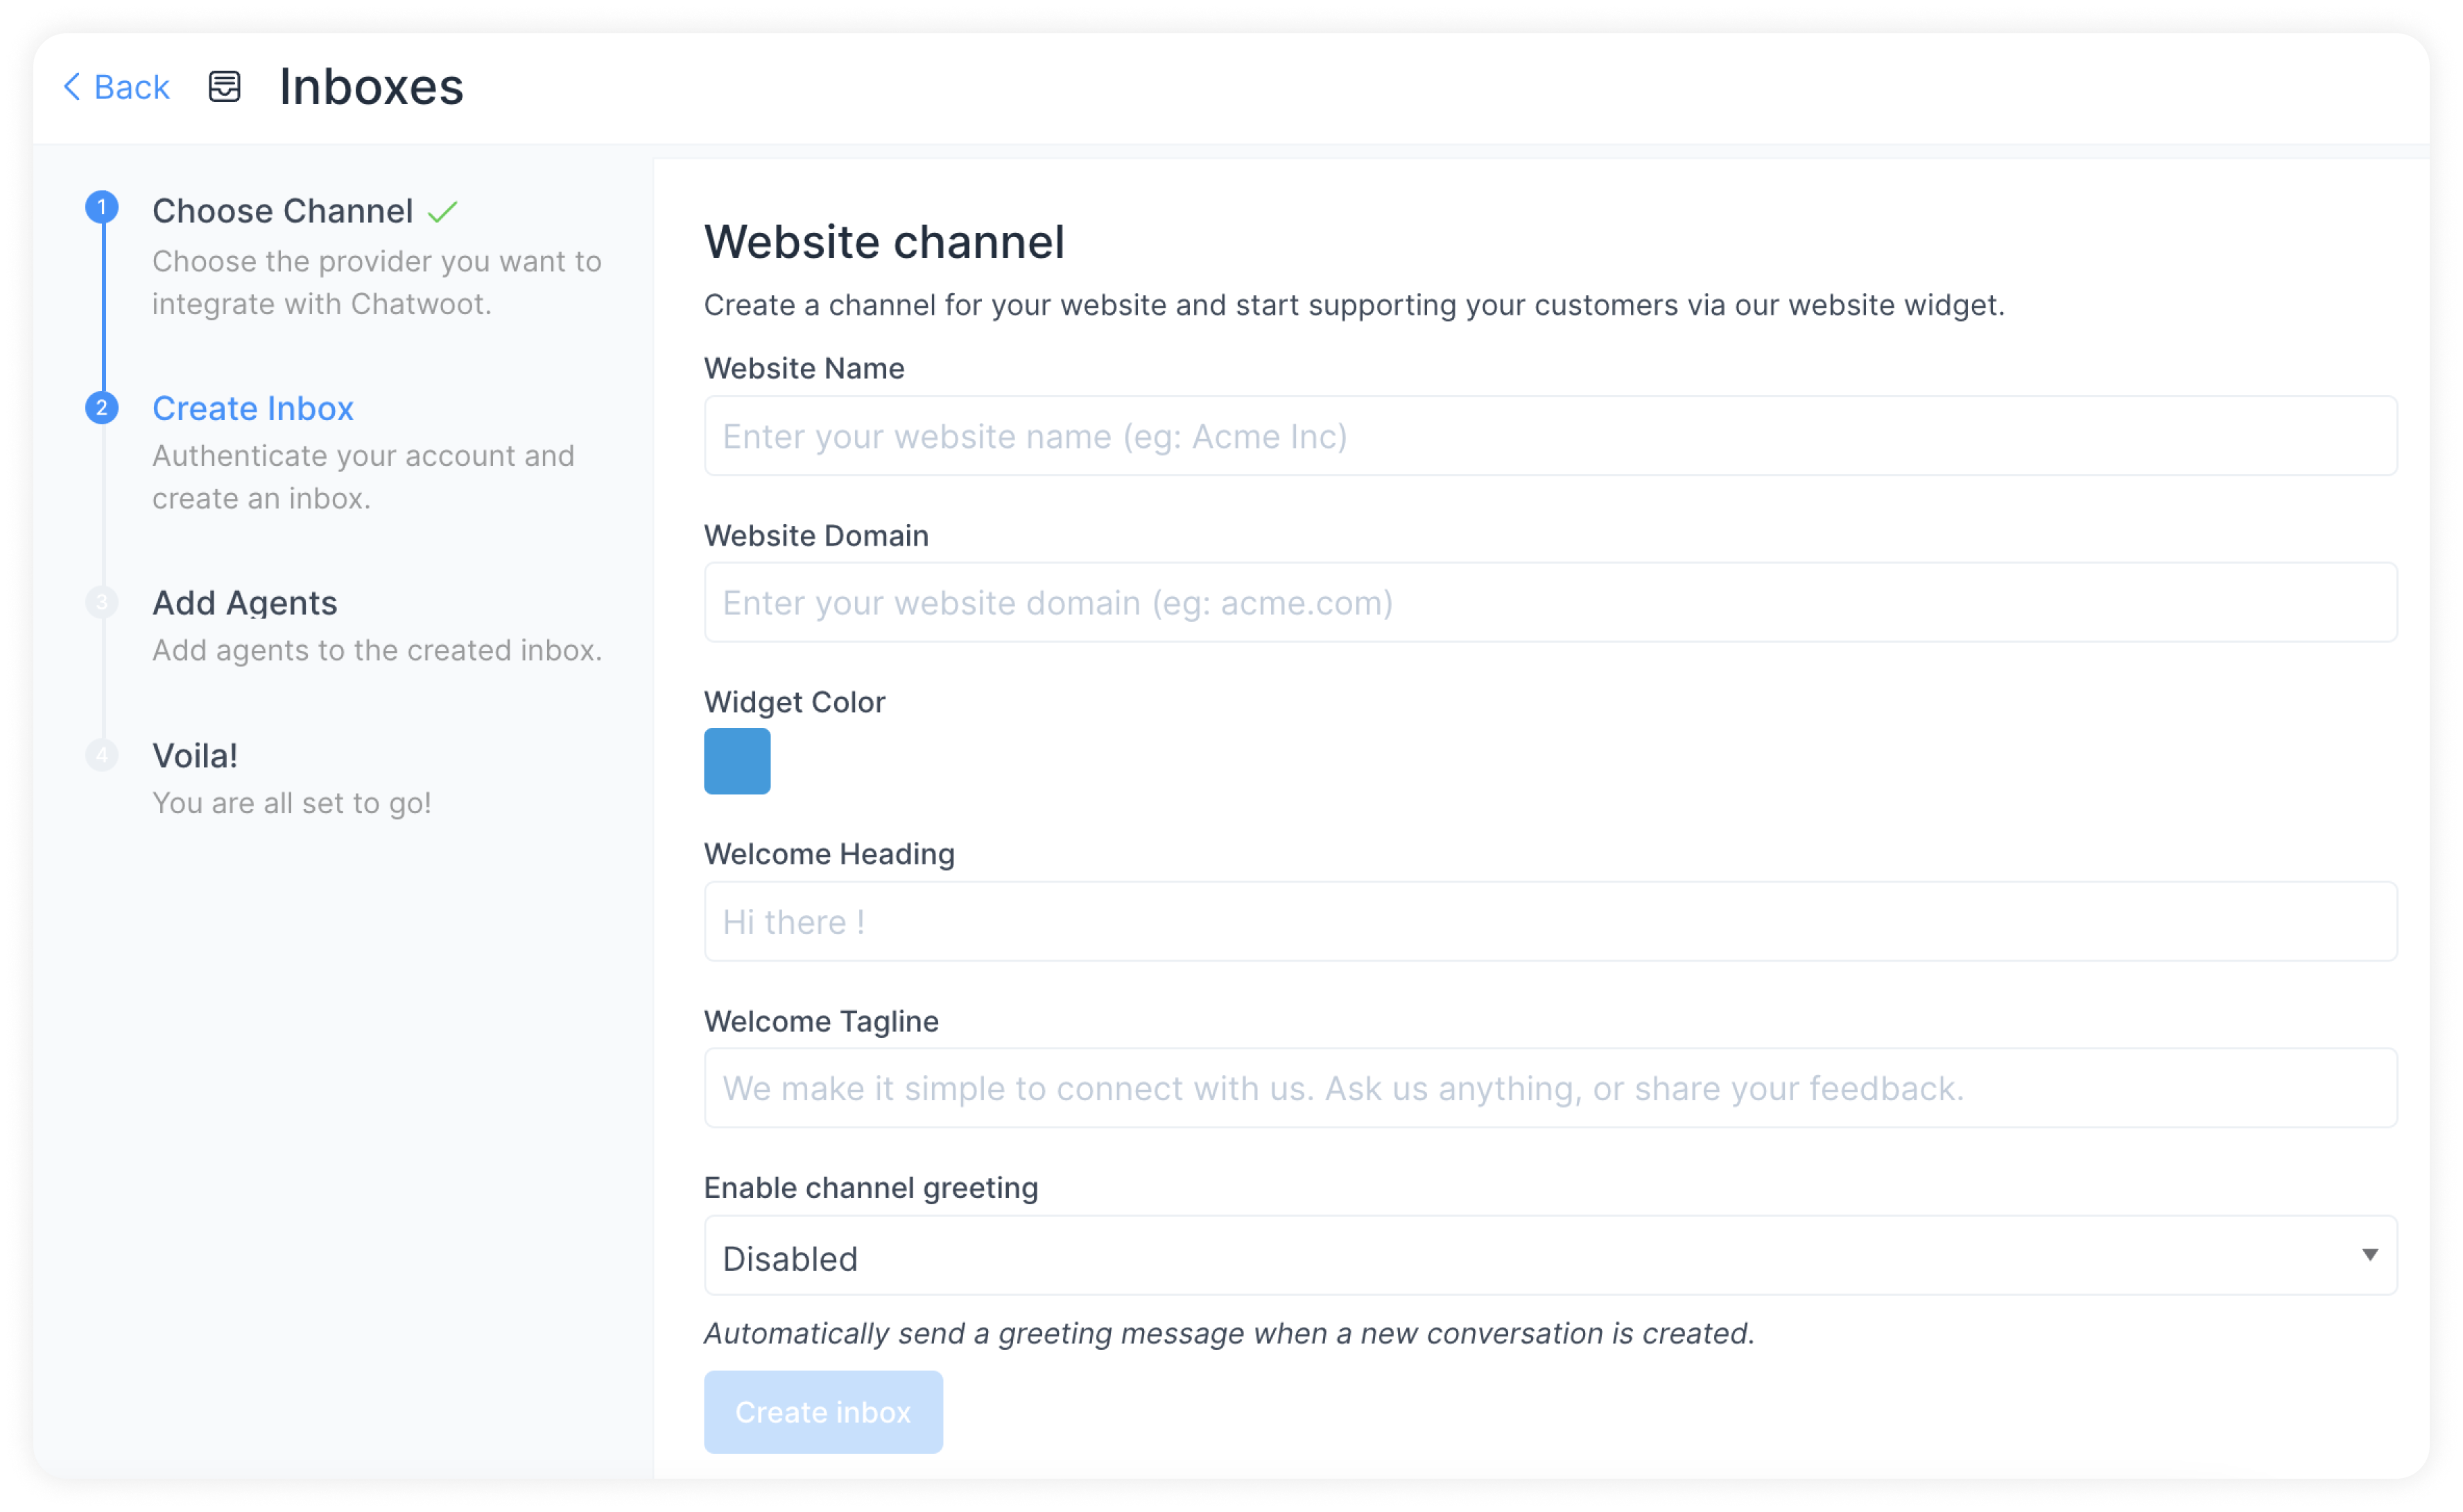 Back
Inboxes
1
Choose Channel
Choose the provider you want to
integrate with Chatwoot.
2
Create Inbox
Authenticate your account and
create an inbox.
3
Add Agents
Add agents to the created inbox.
4
Voila!
You are all set to go!
Website channel
Create a channel for your website and start supporting your customers via our website widget.
Website Name
Enter your website name (eg: Acme Inc)
Website Domain
Enter your website domain (eg: acme.com)
Widget Color
Welcome Heading
Hi there !
Welcome Tagline
We make it simple to connect with us. Ask us anything, or share your feedback.
Enable channel greeting
Disabled
Automatically send a greeting message when a new conversation is created.
Create inbox